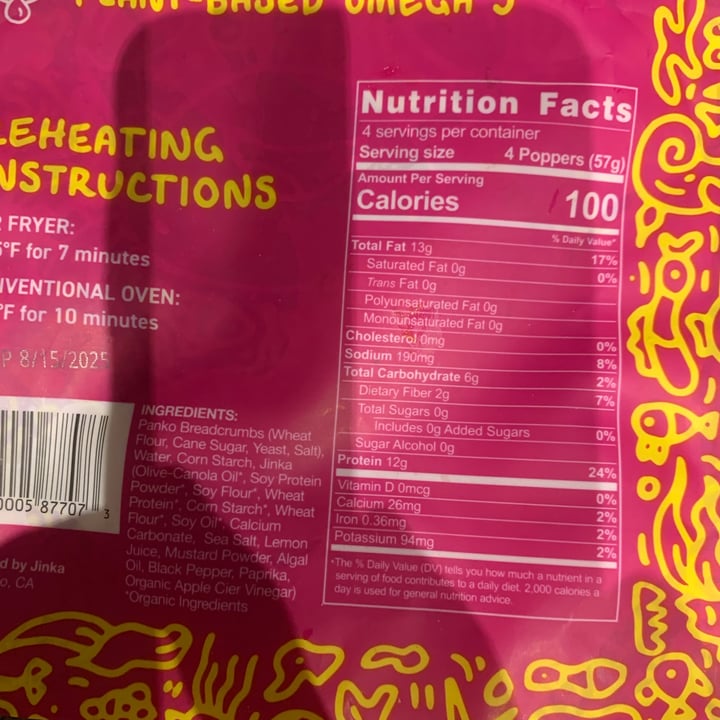 PLANT-BASED OMEGA 3
REHEATING
INSTRUCTIONS
FRYER:
5°F for 7 minutes
NVENTIONAL OVEN:
°F for 10 minutes
P 8/15/2025
INGREDIENTS:
Panko Breadcrumbs (Wheat
Flour, Cane Sugar, Yeast, Salt),
Water, Corn Starch, Jinka
(Olive-Canola Oil*, Soy Protein
Powder*, Soy Flour*, Wheat
Protein*, Corn Starch*, Wheat
Flour*, Soy Oil*, Calcium
Carbonate, Sea Salt, Lemon
Juice, Mustard Powder, Algal
Oil, Black Pepper, Paprika,
Organic Apple Cier Vinegar)
*Organic Ingredients
0005 87707 3
d by Jinka
o, CA
Nutrition Facts
4 servings per container
Serving size 4 Poppers (57g)
Amount Per Serving
Calories 100
% Daily Value*
Total Fat 13g 17%
Saturated Fat 0g 0%
Trans Fat 0g
Polyunsaturated Fat 0g
Monounsaturated Fat 0g
Cholesterol 0mg 0%
Sodium 190mg 8%
Total Carbohydrate 6g 2%
Dietary Fiber 2g 7%
Total Sugars 0g
Includes 0g Added Sugars 0%
Sugar Alcohol 0g
Protein 12g 24%
Vitamin D 0mcg 0%
Calcium 26mg 2%
Iron 0.36mg 2%
Potassium 94mg 2%
*The % Daily Value (DV) tells you how much a nutrient in a
serving of food contributes to a daily diet. 2,000 calories a
day is used for general nutrition advice.